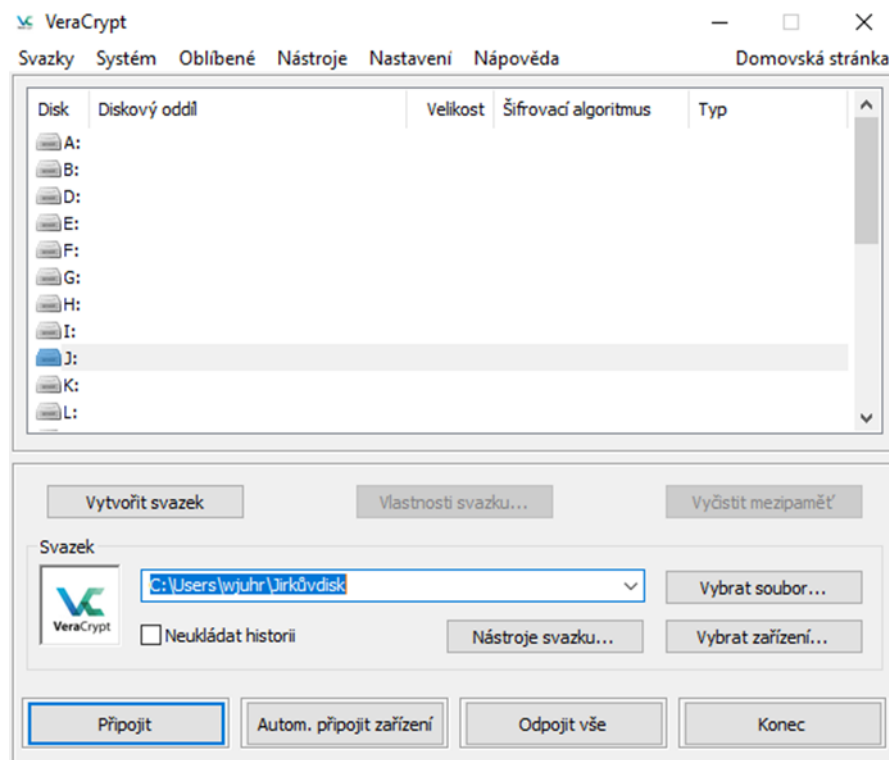 VeraCrypt
Svazky Systém Oblíbené Nástroje Nastavení Nápověda Domovská stránka
Disk Diskový oddíl Velikost Šifrovací algoritmus Typ
A:
B:
D:
E:
F:
G:
H:
I:
J:
K:
L:
Vytvořit svazek Vlastnosti svazku... Vyčistit mezipaměť
Svazek
C:\Users\wjuhr\Jirkůvdisk Vybrat soubor...
VeraCrypt
Neukládat historii Nástroje svazku... Vybrat zařízení...
Připojit Autom. připojit zařízení Odpojit vše Konec